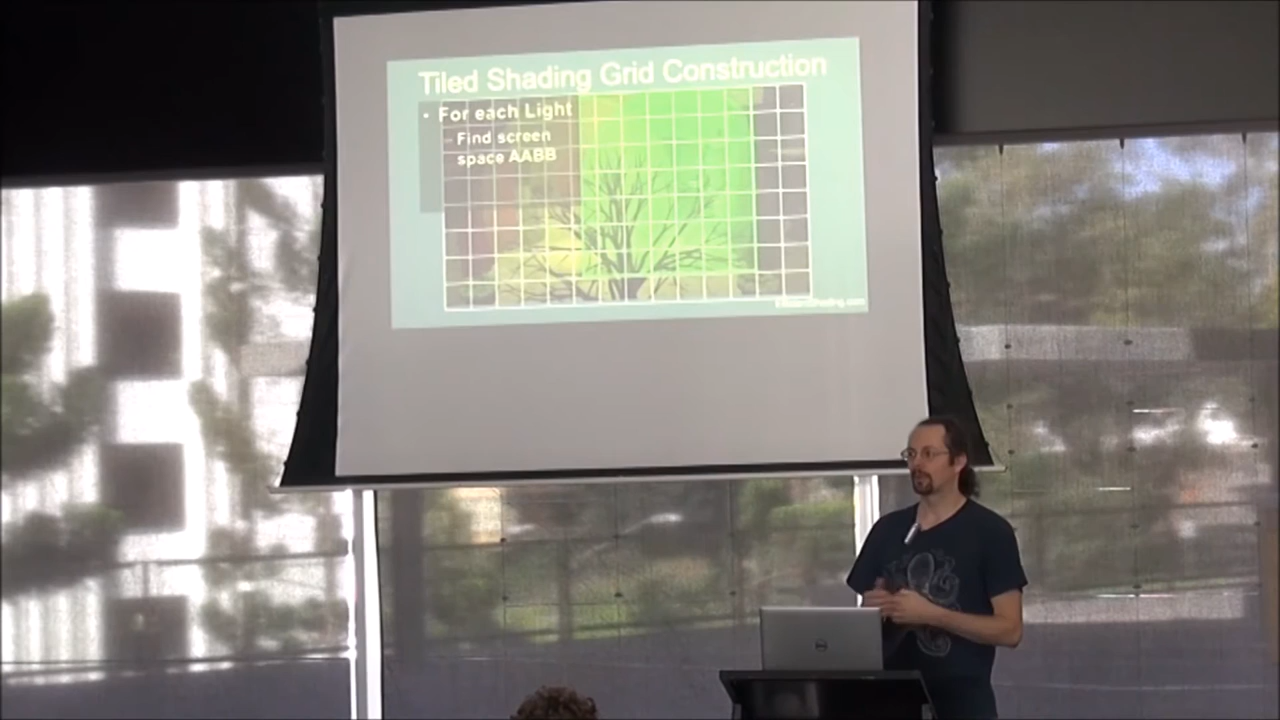 Tiled Shading Grid Construction
• For each Light
– Find screen
space AABB